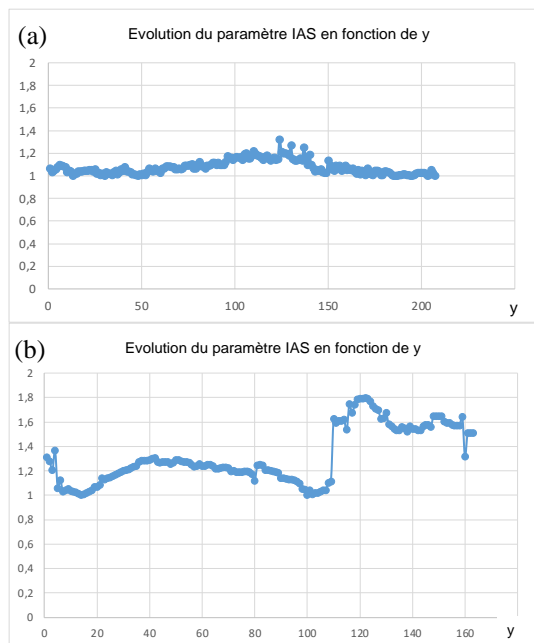 (a)
Evolution du paramètre IAS en fonction de y
2
1,8
1,6
1,4
1,2
1
0,8
0,6
0,4
0,2
0
0 50 100 150 200
y
(b)
Evolution du paramètre IAS en fonction de y
2
1,8
1,6
1,4
1,2
1
0,8
0,6
0,4
0,2
0
0 20 40 60 80 100 120 140 160
y